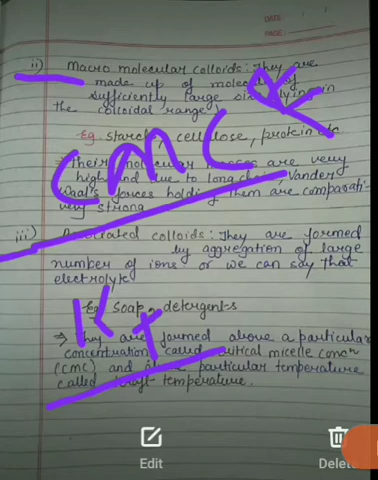 DATE
PAGE
ii) Macro molecular colloids: They are
made up of molecules of
sufficiently large size lying in
the colloidal range)
Eg starch, cellulose, protein etc
CMC
⇒ Their molecular masses are very
high and due to long chain, Vander
Waal's forces holding them are comparati-
very strong
iii) Associated colloids: They are formed
by aggregation of large
number of ions or we can say that
electrolyte
Eg soap, detergents
KT
⇒ They are formed above a particular
concentration called critical micelle concn
(CMC) and above particular temperature
called kraft temperature.
Edit
Delete